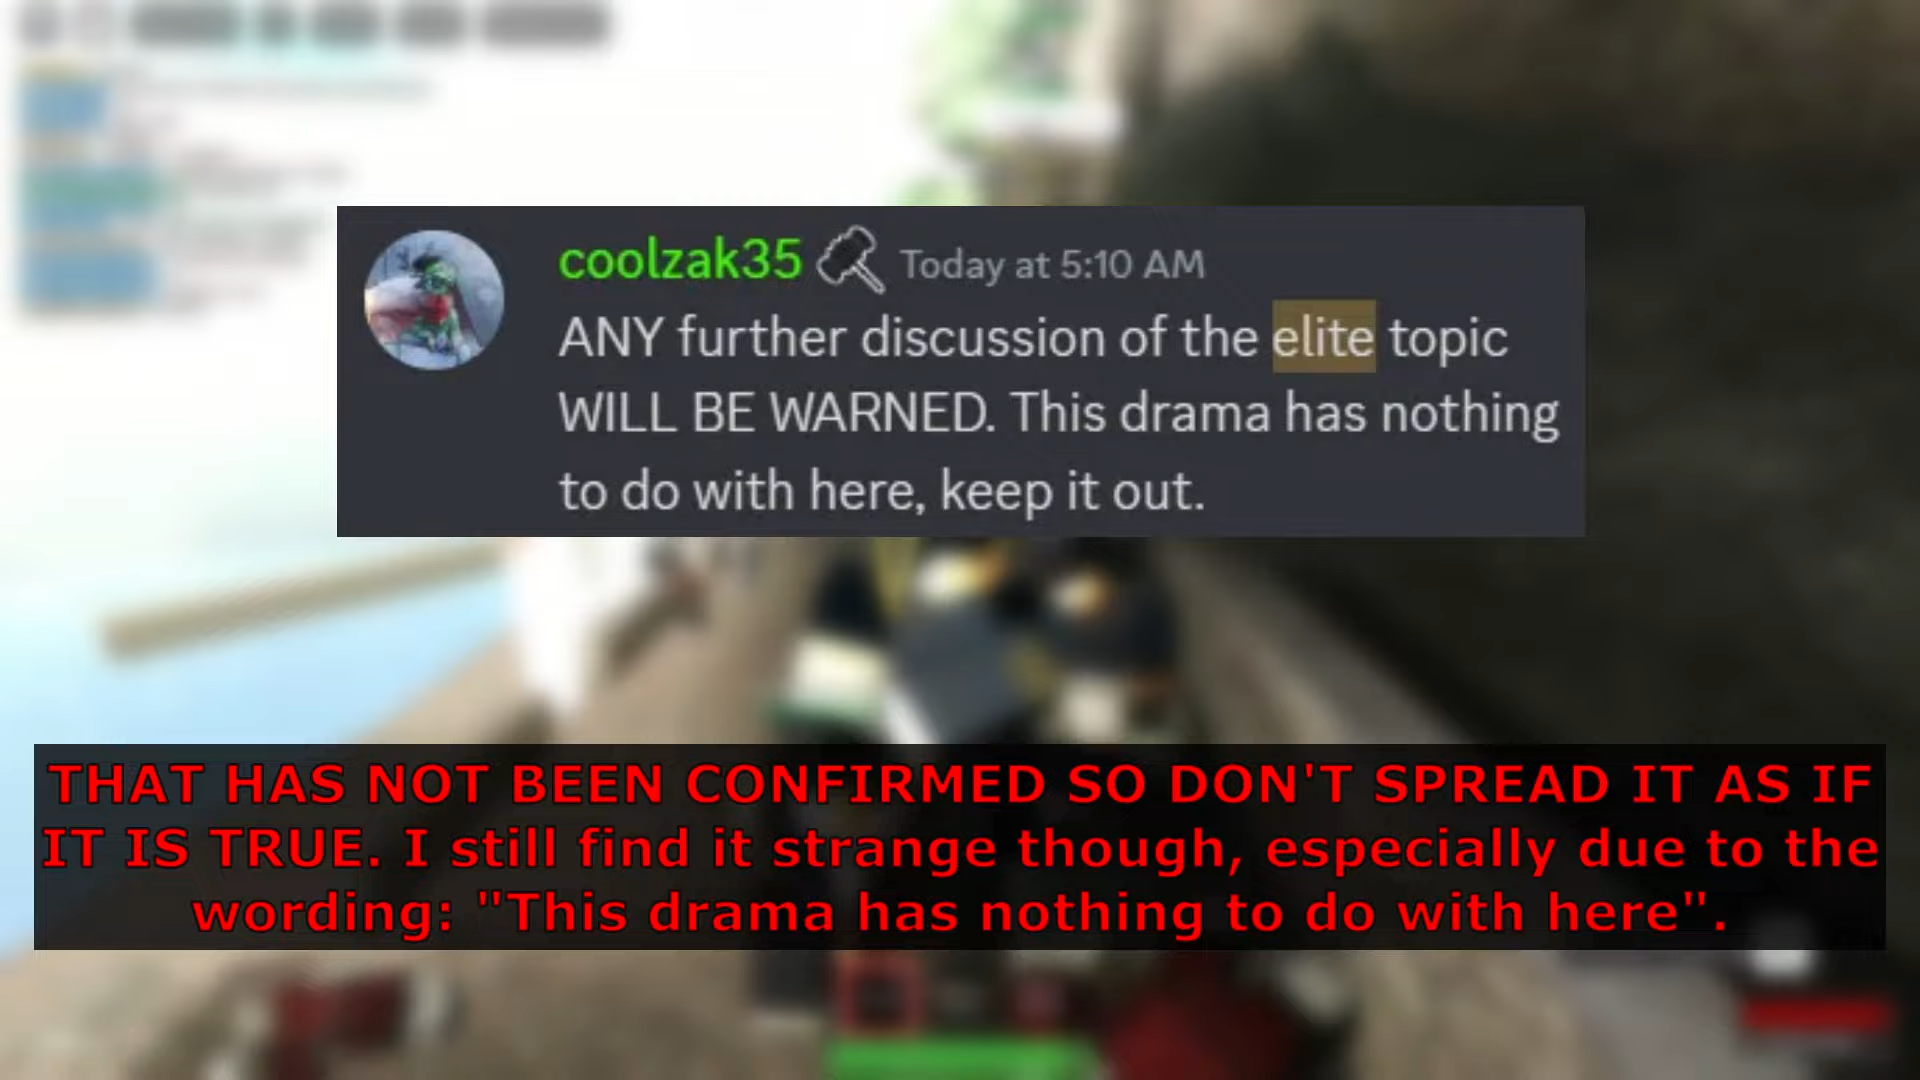 coolzak35 Today at 5:10 AM
ANY further discussion of the elite topic
WILL BE WARNED. This drama has nothing
to do with here, keep it out.
THAT HAS NOT BEEN CONFIRMED SO DON'T SPREAD IT AS IF
IT IS TRUE. I still find it strange though, especially due to the
wording: "This drama has nothing to do with here".